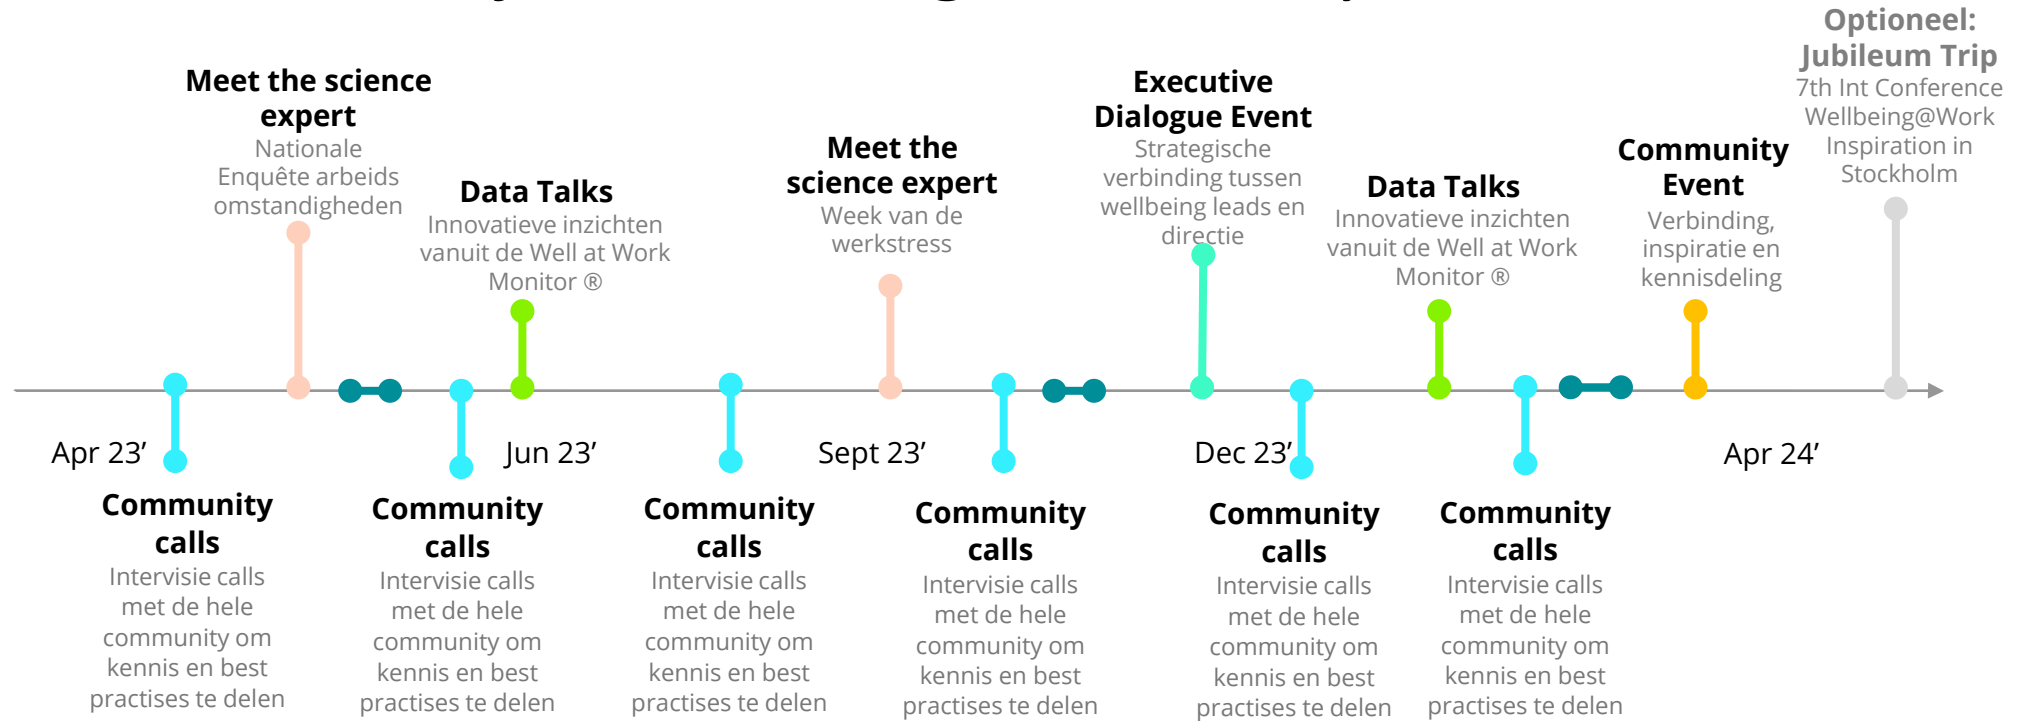 Optioneel:
Jubileum Trip
7th Int Conference
Wellbeing@Work
Inspiration in
Stockholm
Meet the science
expert
Nationale
Enquête arbeids
omstandigheden
Data Talks
Innovatieve inzichten
vanuit de Well at Work
Monitor ®
Meet the
science expert
Week van de
werkstress
Executive
Dialogue Event
Strategische
verbinding tussen
wellbeing leads en
directie
Data Talks
Innovatieve inzichten
vanuit de Well at Work
Monitor ®
Community
Event
Verbinding,
inspiratie en
kennisdeling
Apr 23’
Jun 23’
Sept 23’
Dec 23’
Apr 24’
Community
calls
Intervisie calls
met de hele
community om
kennis en best
practises te delen
Community
calls
Intervisie calls
met de hele
community om
kennis en best
practises te delen
Community
calls
Intervisie calls
met de hele
community om
kennis en best
practises te delen
Community
calls
Intervisie calls
met de hele
community om
kennis en best
practises te delen
Community
calls
Intervisie calls
met de hele
community om
kennis en best
practises te delen
Community
calls
Intervisie calls
met de hele
community om
kennis en best
practises te delen